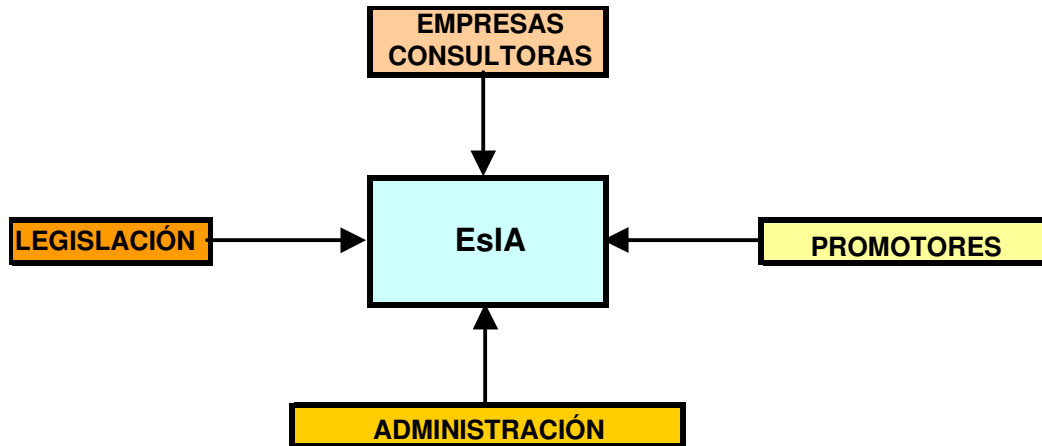 EMPRESAS
CONSULTORAS
LEGISLACIÓN
EsIA
PROMOTORES
ADMINISTRACIÓN